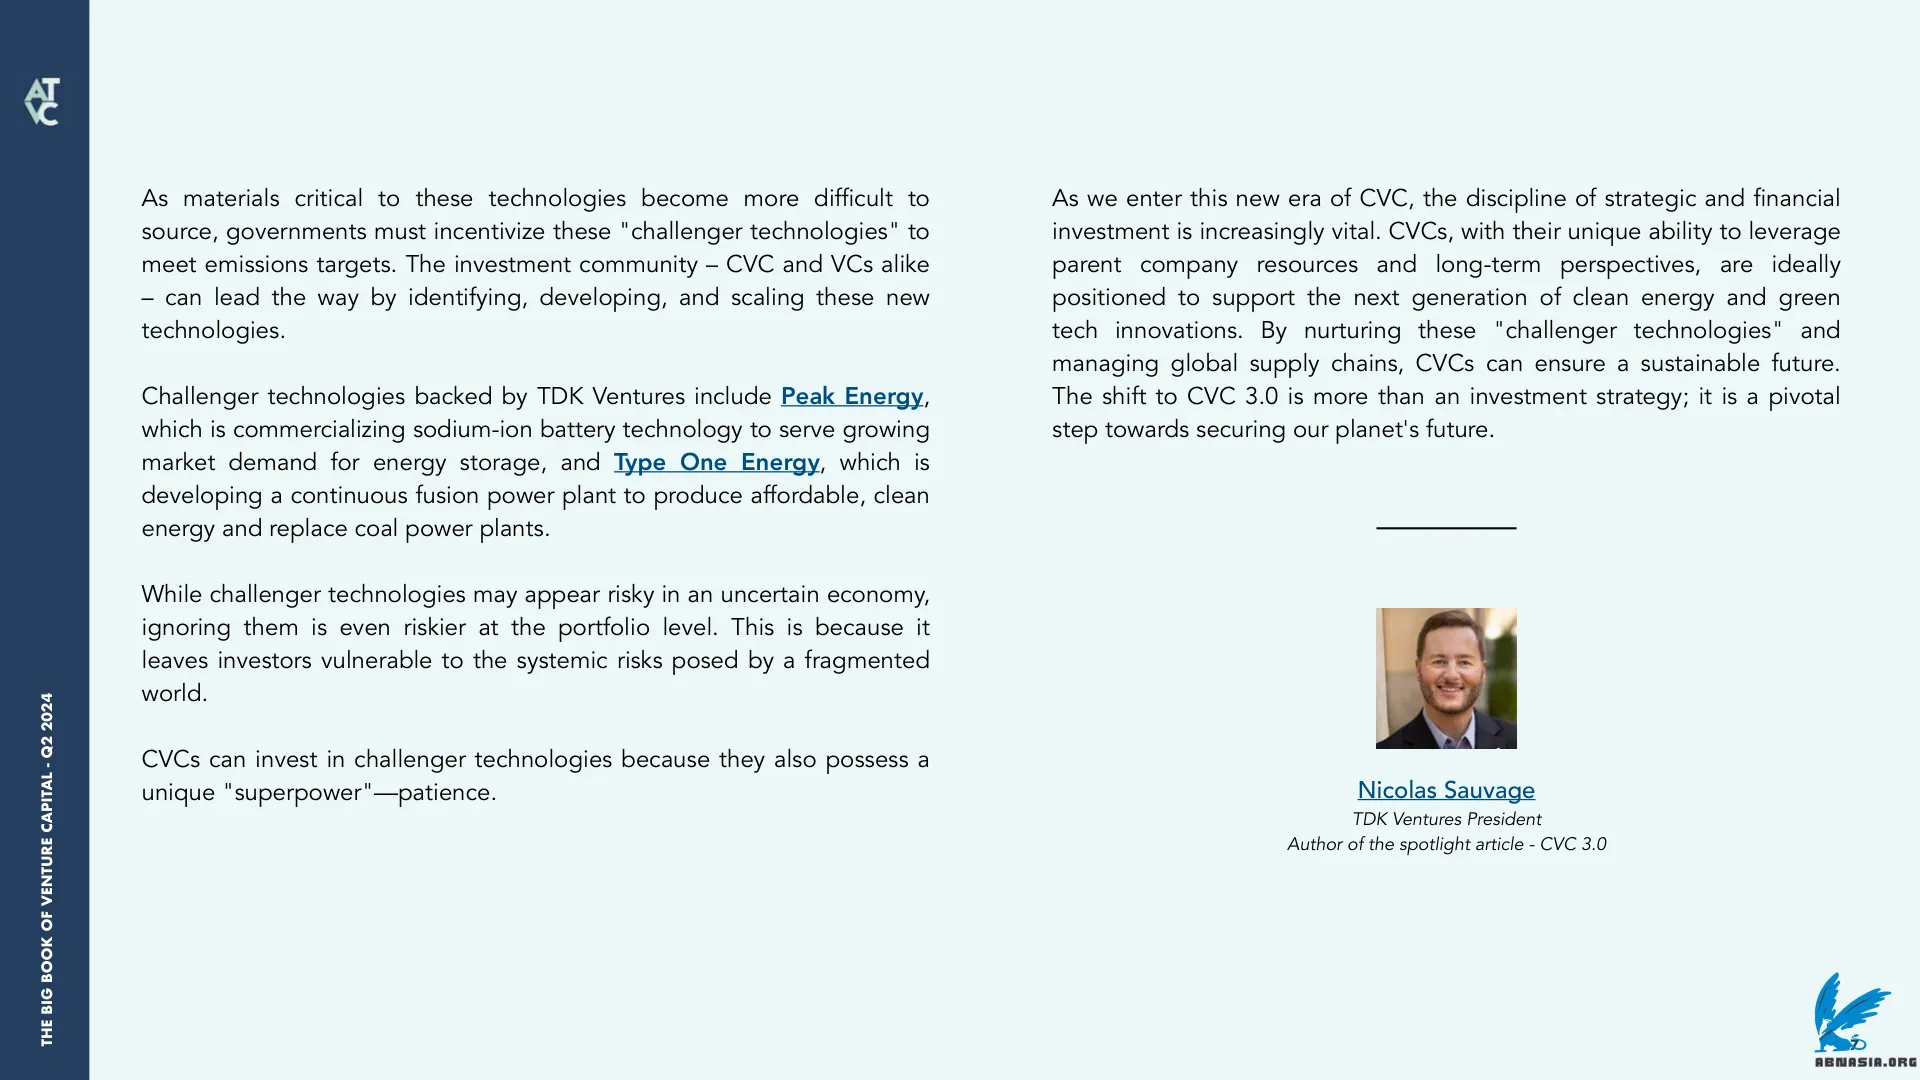 AT
VC
THE BIG BOOK OF VENTURE CAPITAL - Q2 2024
As materials critical to these technologies become more difficult to
source, governments must incentivize these "challenger technologies" to
meet emissions targets. The investment community – CVC and VCs alike
– can lead the way by identifying, developing, and scaling these new
technologies.
Challenger technologies backed by TDK Ventures include Peak Energy,
which is commercializing sodium-ion battery technology to serve growing
market demand for energy storage, and Type One Energy, which is
developing a continuous fusion power plant to produce affordable, clean
energy and replace coal power plants.
While challenger technologies may appear risky in an uncertain economy,
ignoring them is even riskier at the portfolio level. This is because it
leaves investors vulnerable to the systemic risks posed by a fragmented
world.
CVCs can invest in challenger technologies because they also possess a
unique "superpower"—patience.
As we enter this new era of CVC, the discipline of strategic and financial
investment is increasingly vital. CVCs, with their unique ability to leverage
parent company resources and long-term perspectives, are ideally
positioned to support the next generation of clean energy and green
tech innovations. By nurturing these "challenger technologies" and
managing global supply chains, CVCs can ensure a sustainable future.
The shift to CVC 3.0 is more than an investment strategy; it is a pivotal
step towards securing our planet's future.
Nicolas Sauvage
TDK Ventures President
Author of the spotlight article - CVC 3.0
ABNASIA.ORG